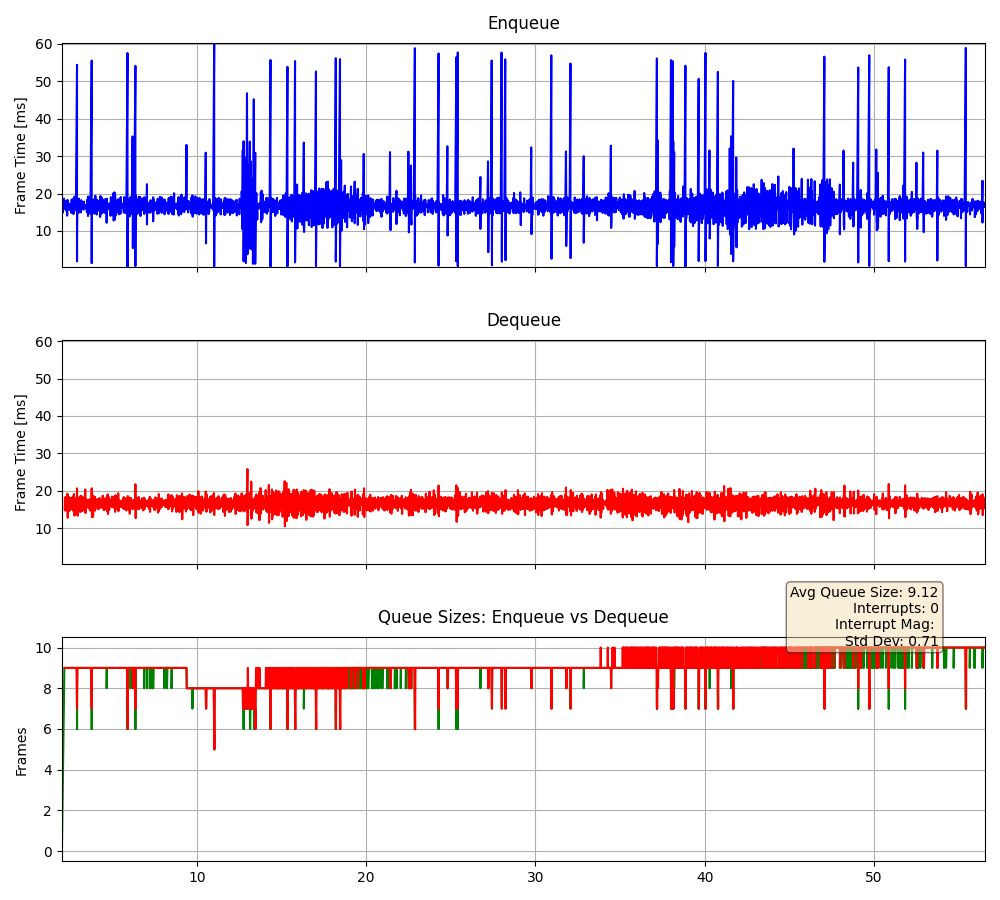 Enqueue
Frame Time [ms]
60
50
40
30
20
10
Dequeue
Frame Time [ms]
60
50
40
30
20
10
Avg Queue Size: 9.12
Interrupts: 0
Interrupt Mag:
Std Dev: 0.71
Queue Sizes: Enqueue vs Dequeue
Frames
10
8
6
4
2
0
10 20 30 40 50